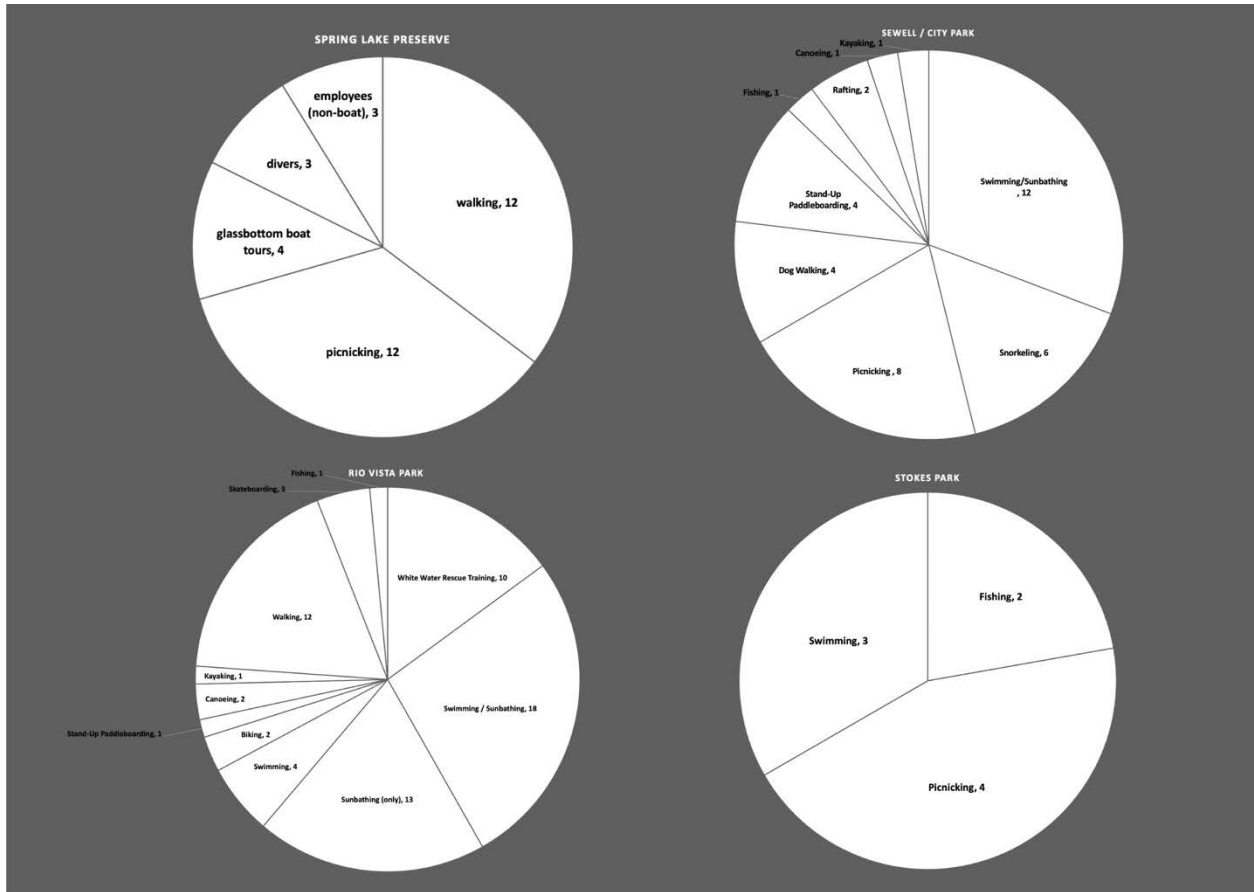 SPRING LAKE PRESERVE
employees
(non-boat), 3
walking, 12
divers, 3
glassbottom boat
tours, 4
picnicking, 12
SEWELL / CITY PARK
Kayaking, 1
Canoeing, 1
Rafting, 2
Fishing, 1
Swimming/Sunbathing
, 12
Stand-Up
Paddleboarding, 4
Dog Walking, 4
Snorkeling, 6
Picnicking , 8
RIO VISTA PARK
Fishing, 1
Skateboarding, 3
White Water Rescue Training, 10
Walking, 12
Kayaking, 1
Canoeing, 2
Swimming / Sunbathing, 18
Stand-Up Paddleboarding, 1
Biking, 2
Swimming, 4
Sunbathing (only), 13
STOKES PARK
Fishing, 2
Swimming, 3
Picnicking, 4